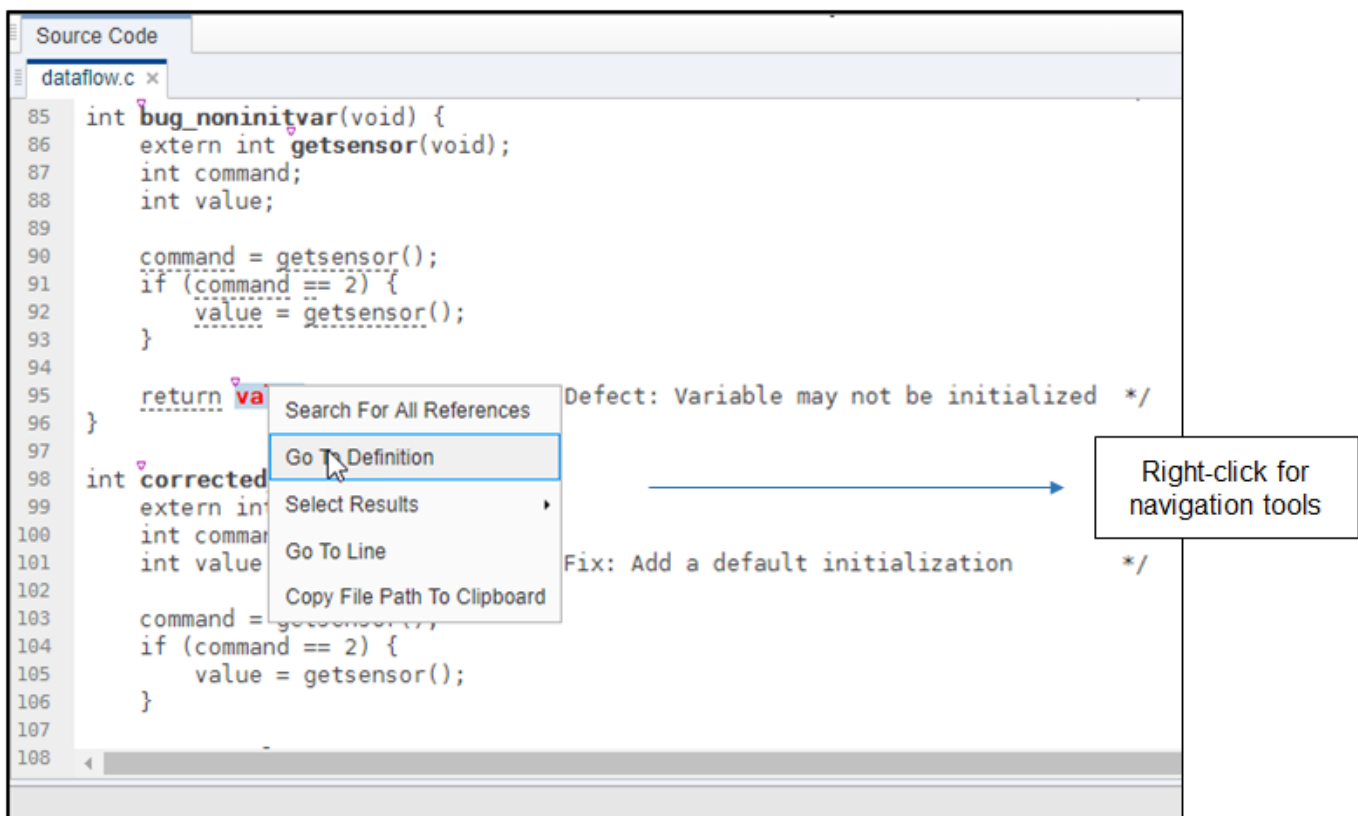 Source Code
dataflow.c ×
85 int bug_noninitvar(void) {
86 extern int getsensor(void);
87 int command;
88 int value;
89
90 command = getsensor();
91 if (command == 2) {
92 value = getsensor();
93 }
94
95 return va Defect: Variable may not be initialized */
96 }
97
98 int corrected
99 extern int
100 int comman
101 int value Fix: Add a default initialization */
102
103 command = getsensor();
104 if (command == 2) {
105 value = getsensor();
106 }
107
108
Search For All References
Go To Definition
Select Results
Go To Line
Copy File Path To Clipboard
Right-click for
navigation tools